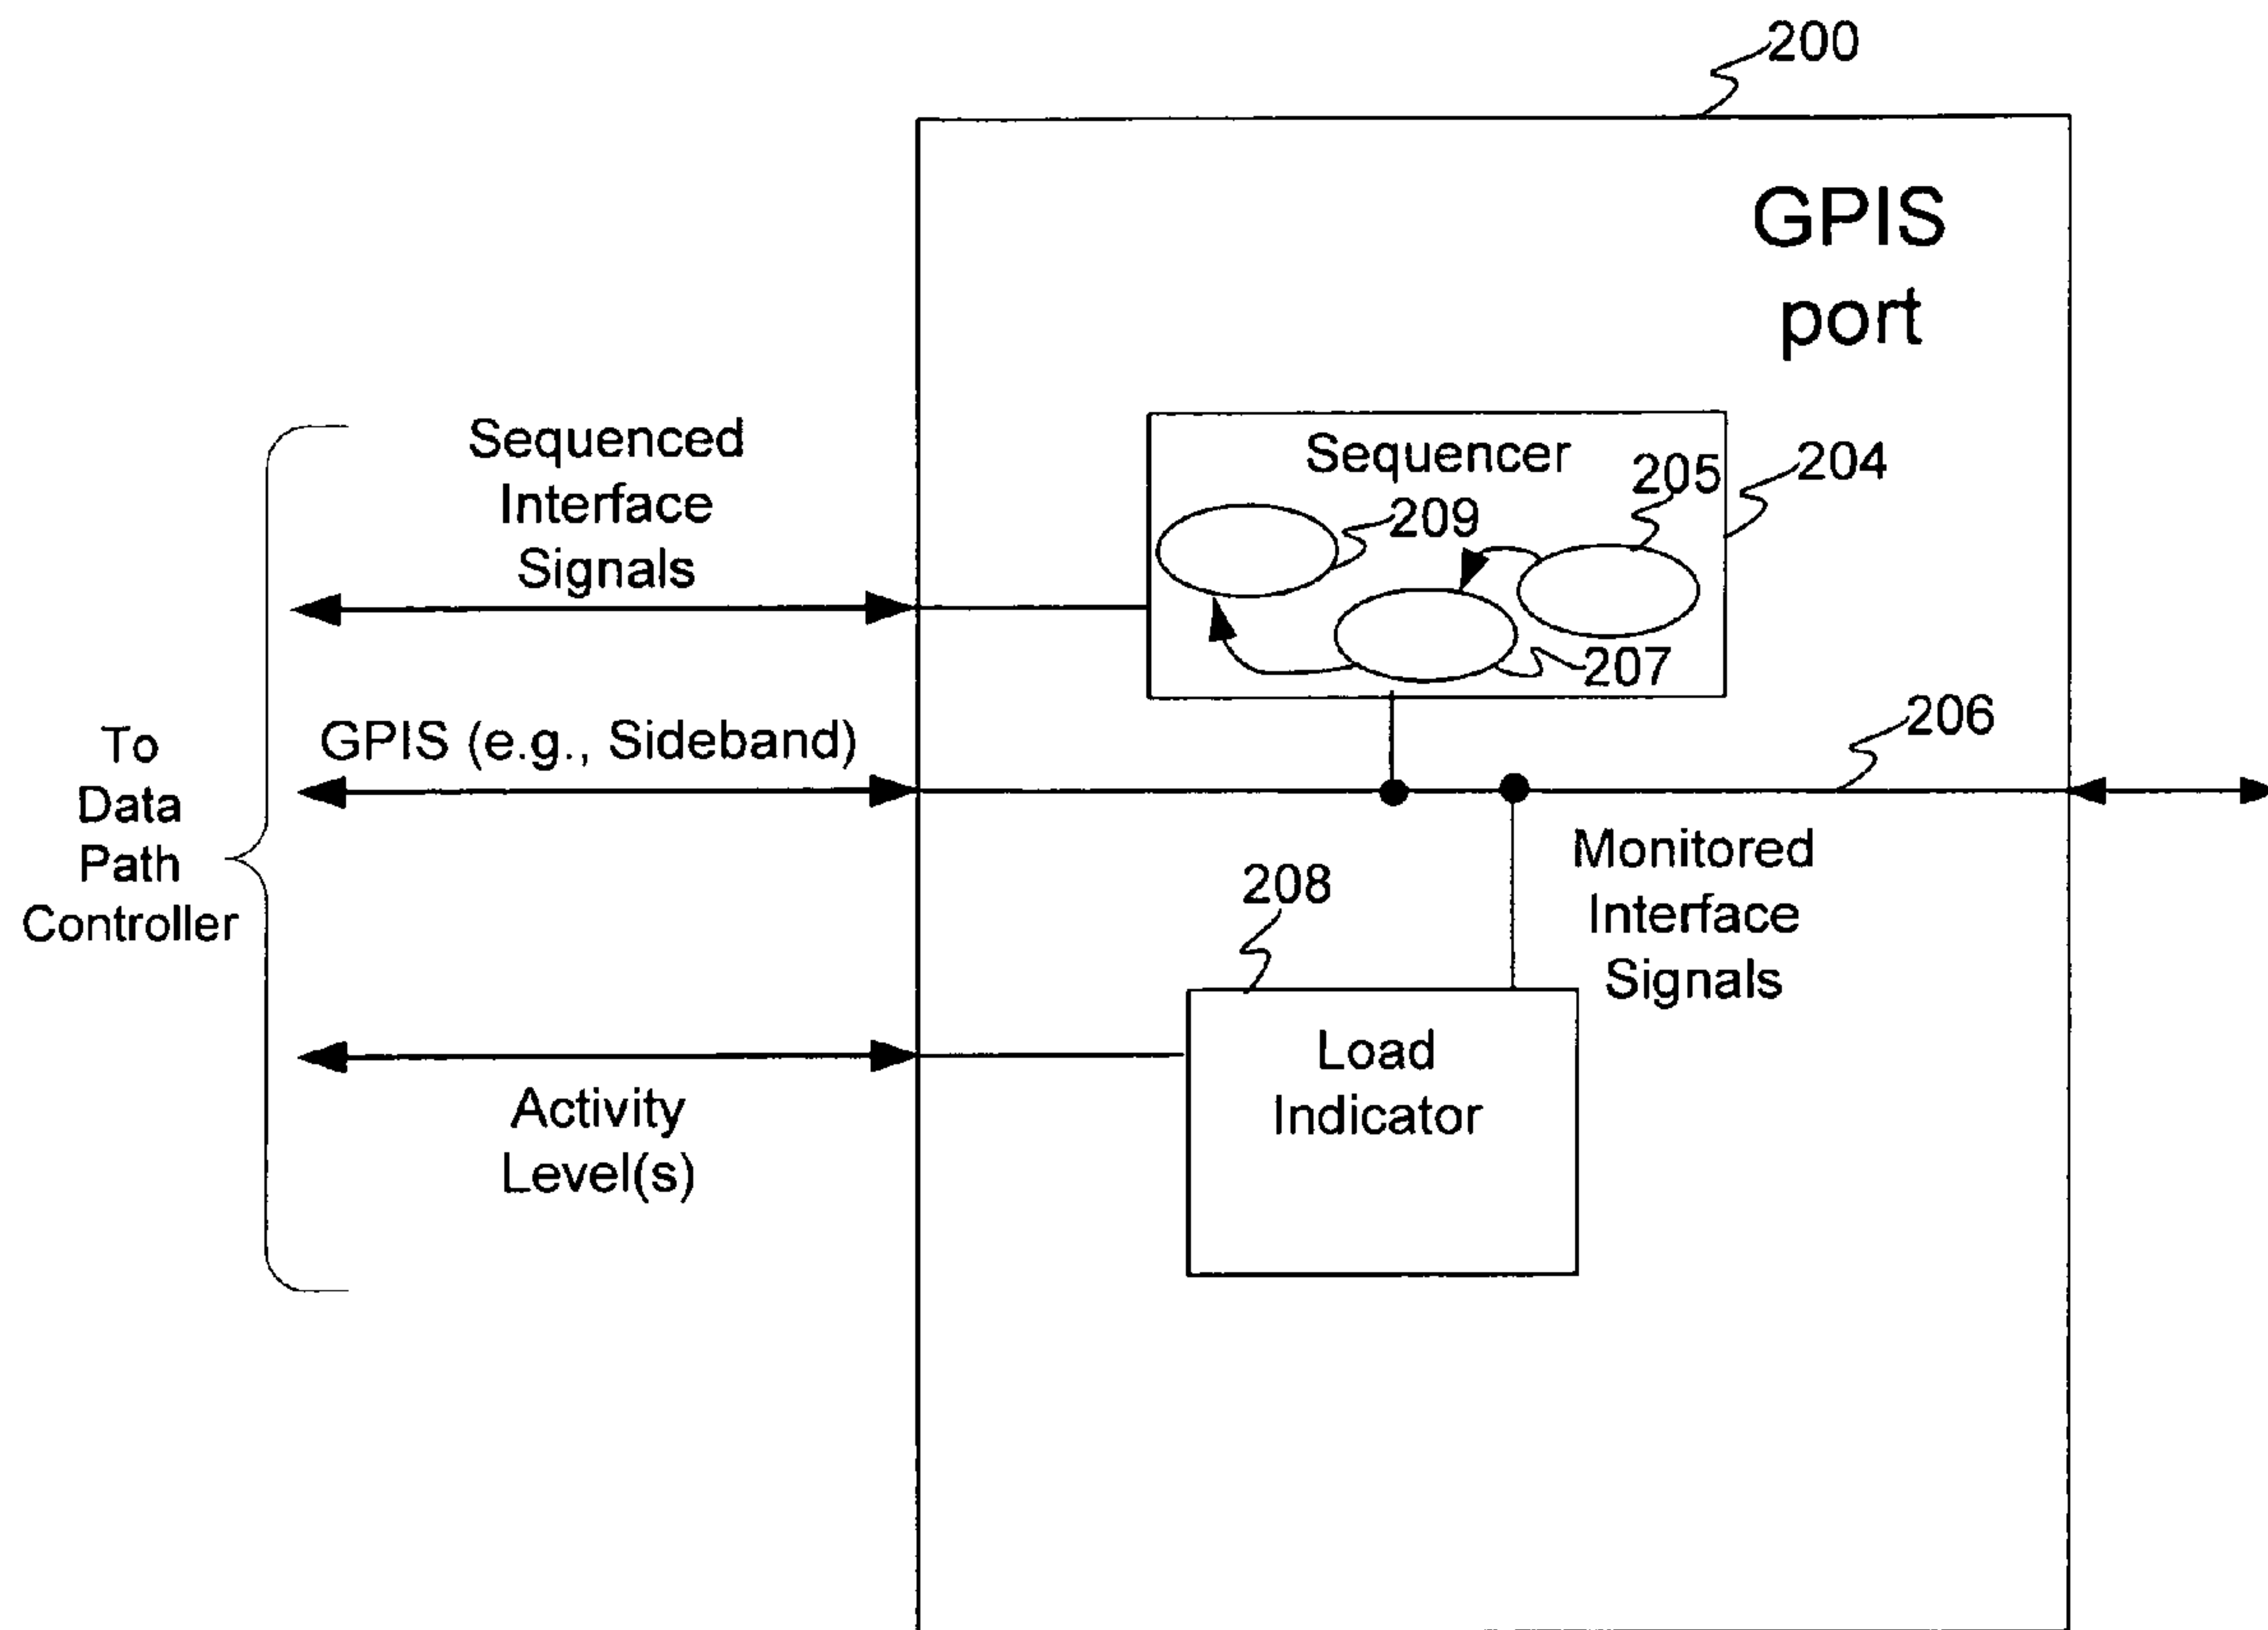 200
GPIS
port
Sequenced
Interface
Signals
Sequencer
205
204
209
207
GPIS (e.g., Sideband)
206
To
Data
Path
Controller
Monitored
Interface
Signals
208
Load
Indicator
Activity
Level(s)